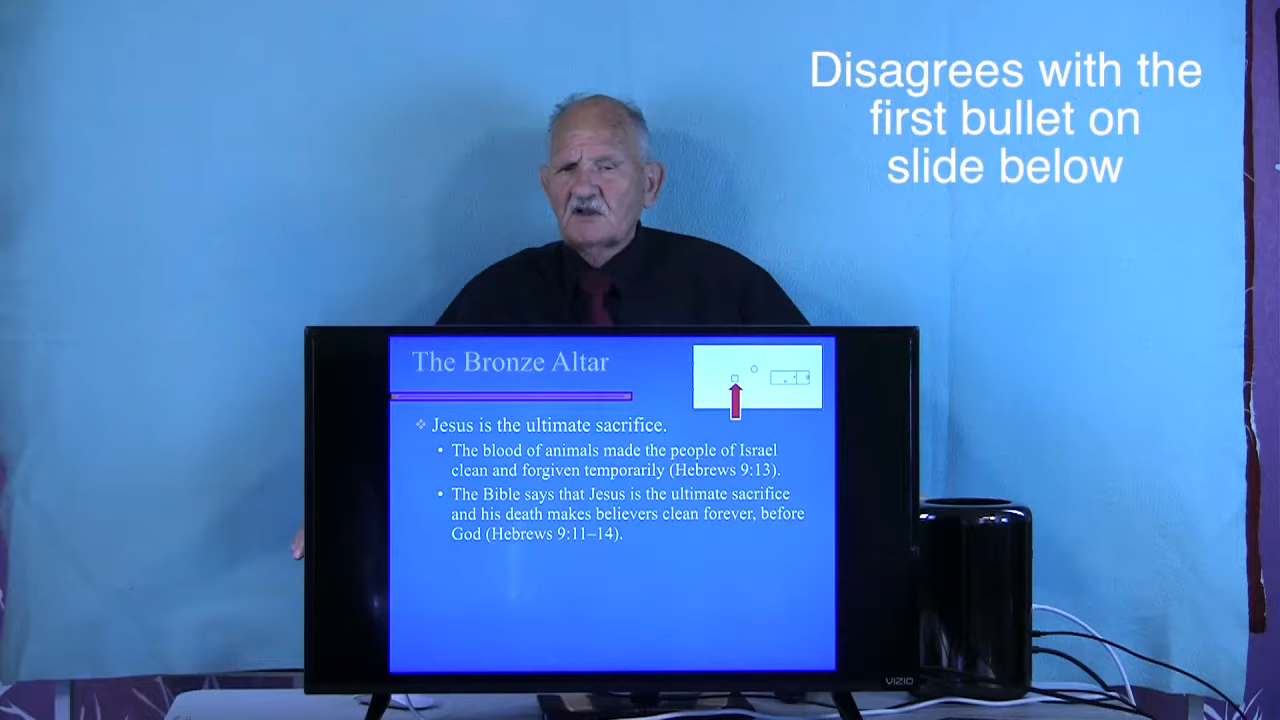 Disagrees with the
first bullet on
slide below
The Bronze Altar
Jesus is the ultimate sacrifice.
• The blood of animals made the people of Israel
clean and forgiven temporarily (Hebrews 9:13).
• The Bible says that Jesus is the ultimate sacrifice
and his death makes believers clean forever, before
God (Hebrews 9:11–14).
VIZIO